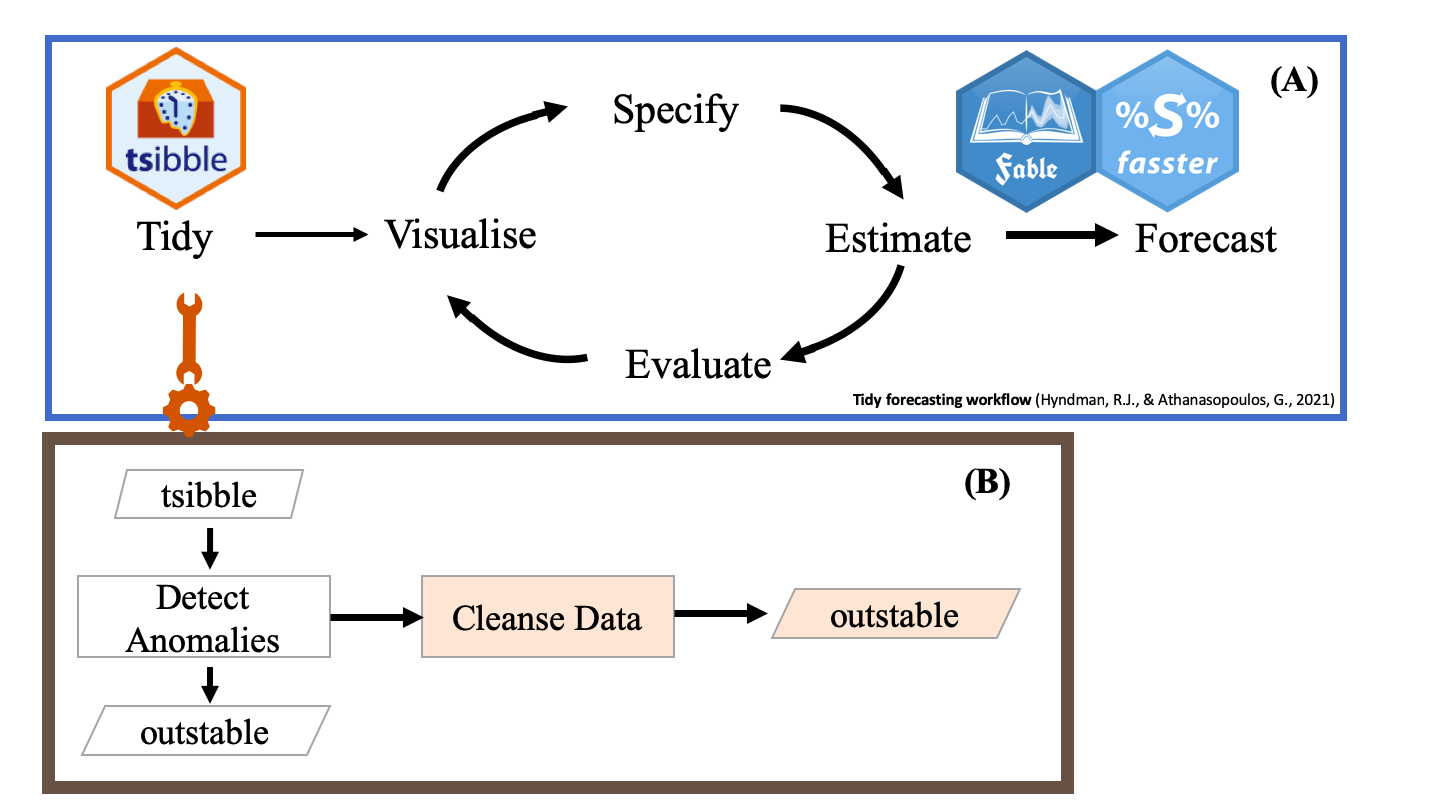 (A)
tsibble
Fable
%S%
fasster
Specify
Tidy
Visualise
Estimate
Forecast
Evaluate
Tidy forecasting workflow (Hyndman, R.J., & Athanasopoulos, G., 2021)
(B)
tsibble
Detect
Anomalies
Cleanse Data
outstable
outstable